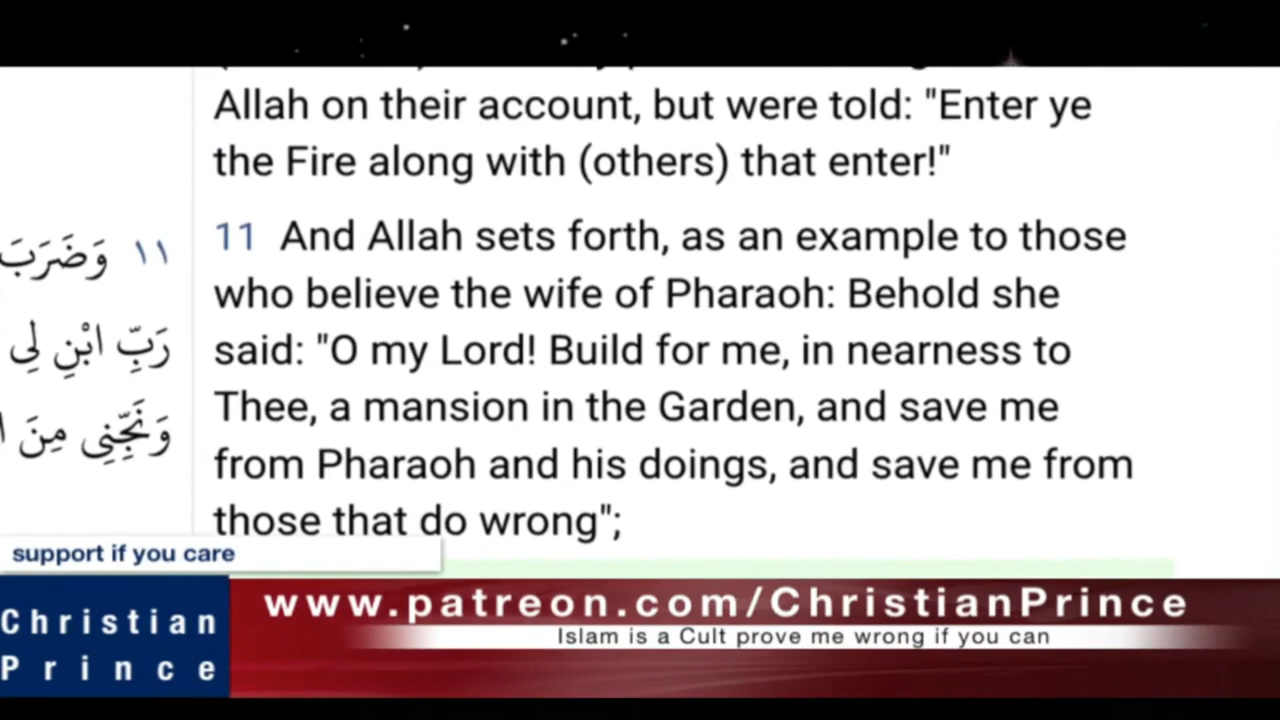 Allah on their account, but were told: "Enter ye
the Fire along with (others) that enter!"
11 And Allah sets forth, as an example to those
who believe the wife of Pharaoh: Behold she
said: "O my Lord! Build for me, in nearness to
Thee, a mansion in the Garden, and save me
from Pharaoh and his doings, and save me from
those that do wrong";
١١ وَضَرَبَ
رَبِّ ابْنِ لِى
وَنَجِّنِى مِنَ
support if you care
Christian
Prince
www.patreon.com/ChristianPrince
Islam is a Cult prove me wrong if you can